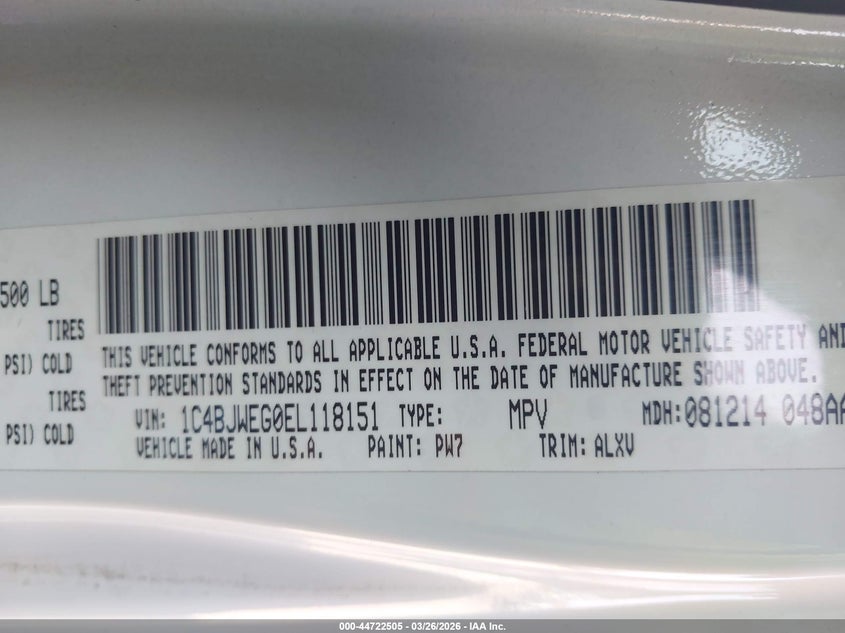 500 LB
TIRES
PSI) COLD
TIRES
PSI) COLD
THIS VEHICLE CONFORMS TO ALL APPLICABLE U.S.A. FEDERAL MOTOR VEHICLE SAFETY AND
THEFT PREVENTION STANDARDS IN EFFECT ON THE DATE OF MANUFACTURE SHOWN ABOVE.
VIN: 1C4BJWEG0EL118151 TYPE: MPV MDH:081214 048AA
VEHICLE MADE IN U.S.A. PAINT: PW7 TRIM: ALXV
000-44722505 - 03/26/2026 - IAA Inc.